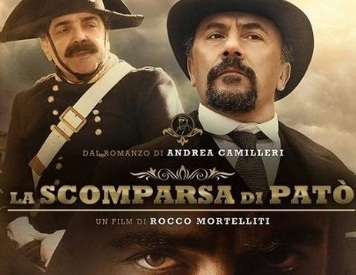 DAL ROMANZO DI ANDREA CAMILLERI
LA SCOMPARSA DI PATÒ
UN FILM DI ROCCO MORTELLITI